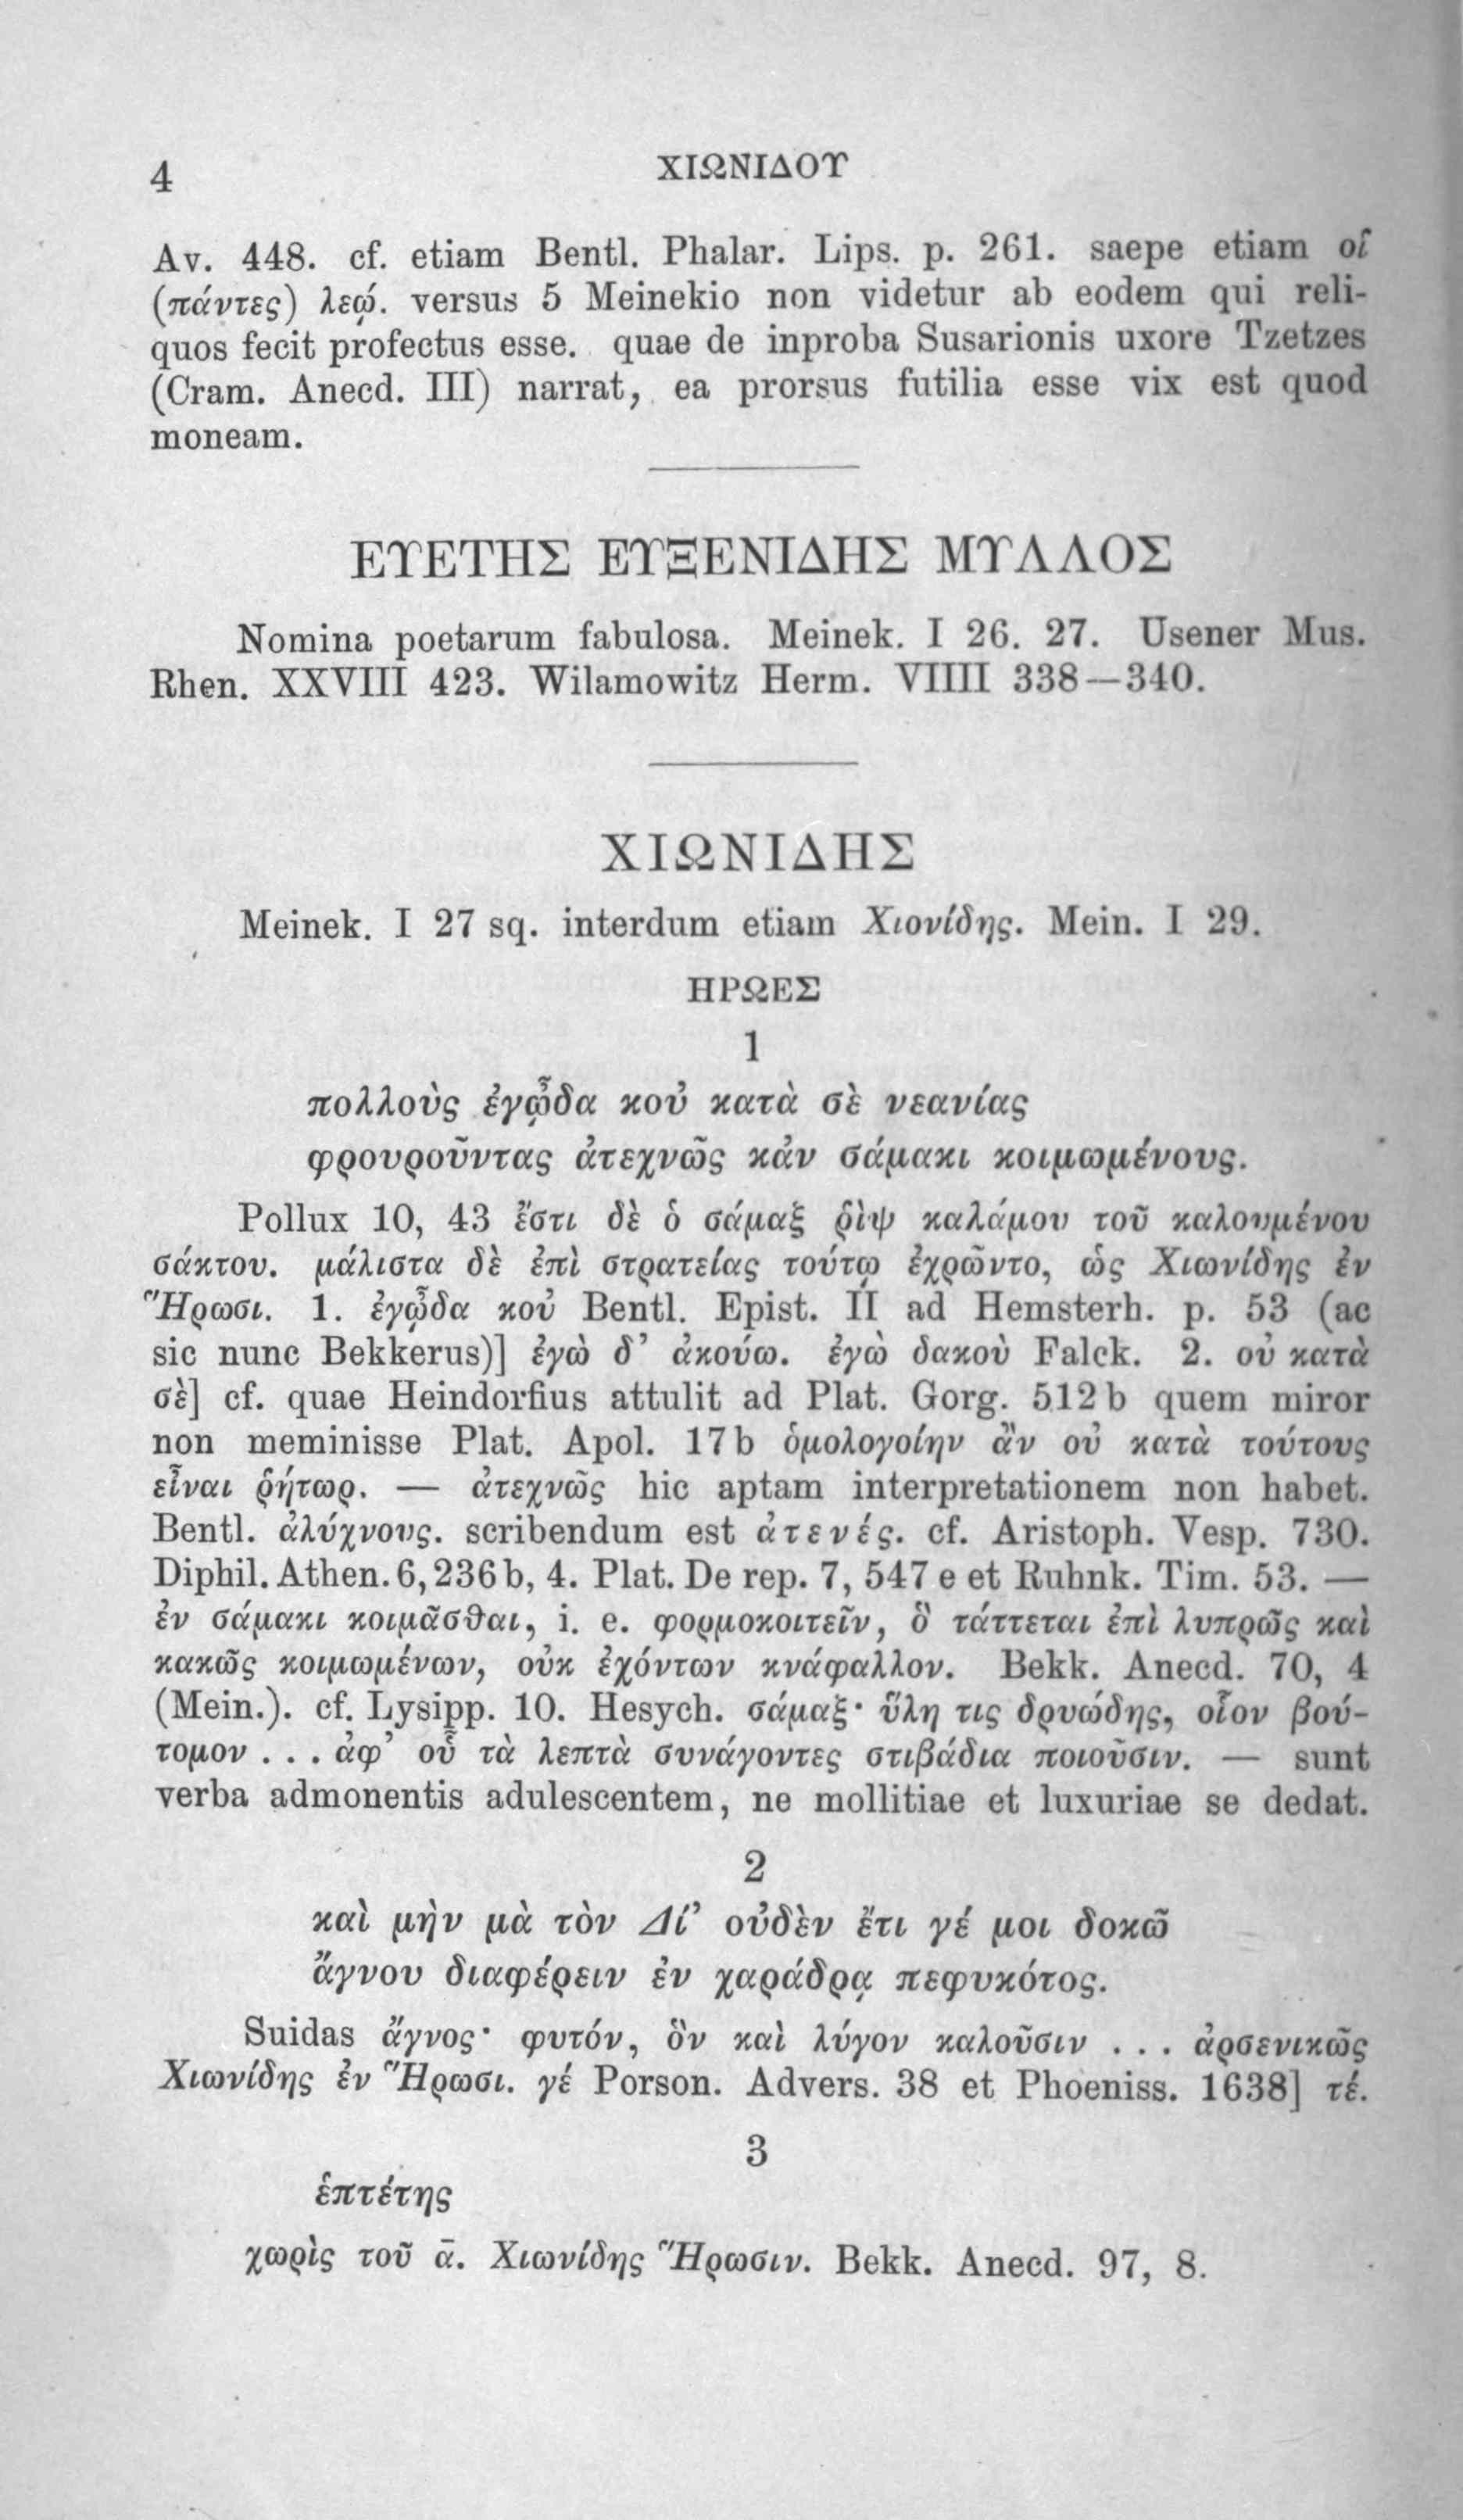 4 ΧΙΩΝΙΔΟΥ
Av. 448. cf. etiam Bentl. Phalar. Lips. p. 261. saepe etiam οἵ
(πάντες) λεῴ. versus 5 Meinekio non videtur ab eodem qui reli-
quos fecit profectus esse. quae de inproba Susarionis uxore Tzetzes
(Cram. Anecd. III) narrat, ea prorsus futilia esse vix est quod
moneam.
ΕΥΕΤΗΣ ΕΥΞΕΝΙΔΗΣ ΜΥΛΛΟΣ
Nomina poetarum fabulosa. Meinek. I 26. 27. Usener Mus.
Rhen. XXVIII 423. Wilamowitz Herm. VIIII 338—340.
ΧΙΩΝΙΔΗΣ
Meinek. I 27 sq. interdum etiam Χιονίδης. Mein. I 29.
ΗΡΩΕΣ
1
πολλοὺς ἐγᾦδα κοὐ κατὰ σὲ νεανίας
φρουροῦντας ἀτεχνῶς κἀν σάμακι κοιμωμένους.
Pollux 10, 43 ἔστι δὲ ὁ σάμαξ ῥὶψ καλάμου τοῦ καλουμένου
σάκτου. μάλιστα δὲ ἐπὶ στρατείας τούτῳ ἐχρῶντο, ὡς Χιωνίδης ἐν
Ἥρωσι. 1. ἐγᾦδα κοὐ Bentl. Epist. II ad Hemsterh. p. 53 (ac
sic nunc Bekkerus)] ἐγὼ δ᾽ ἀκούω. ἐγὼ δακοὺ Falck. 2. οὐ κατὰ
σὲ] cf. quae Heindorfius attulit ad Plat. Gorg. 512 b quem miror
non meminisse Plat. Apol. 17 b ὁμολογοίην ἂν οὐ κατὰ τούτους
εἶναι ῥήτωρ. — ἀτεχνῶς hic aptam interpretationem non habet.
Bentl. ἀλύχνους. scribendum est ἀτενές. cf. Aristoph. Vesp. 730.
Diphil. Athen. 6, 236 b, 4. Plat. De rep. 7, 547 e et Ruhnk. Tim. 53. —
ἐν σάμακι κοιμᾶσθαι, i. e. φορμοκοιτεῖν, ὃ τάττεται ἐπὶ λυπρῶς καὶ
κακῶς κοιμωμένων, οὐκ ἐχόντων κνάφαλλον. Bekk. Anecd. 70, 4
(Mein.). cf. Lysipp. 10. Hesych. σάμαξ· ὕλη τις δρυώδης, οἷον βού-
τομον . . . ἀφ᾽ οὗ τὰ λεπτὰ συνάγοντες στιβάδια ποιοῦσιν. — sunt
verba admonentis adulescentem, ne mollitiae et luxuriae se dedat.
2
καὶ μὴν μὰ τὸν Δί᾽ οὐδὲν ἔτι γέ μοι δοκῶ
ἄγνου διαφέρειν ἐν χαράδρᾳ πεφυκότος.
Suidas ἄγνος· φυτόν, ὃν καὶ λύγον καλοῦσιν . . . ἀρσενικῶς
Χιωνίδης ἐν Ἥρωσι. γέ Porson. Advers. 38 et Phoeniss. 1638] τέ.
3
ἑπτέτης
χωρὶς τοῦ ᾱ. Χιωνίδης Ἥρωσιν. Bekk. Anecd. 97, 8.